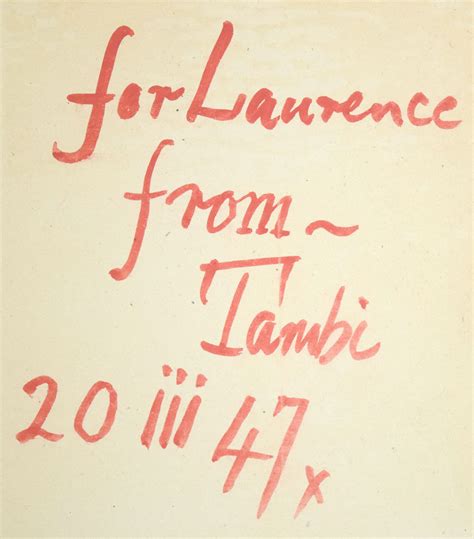 for Laurence
from ~
Tambi
20 iii 47 x